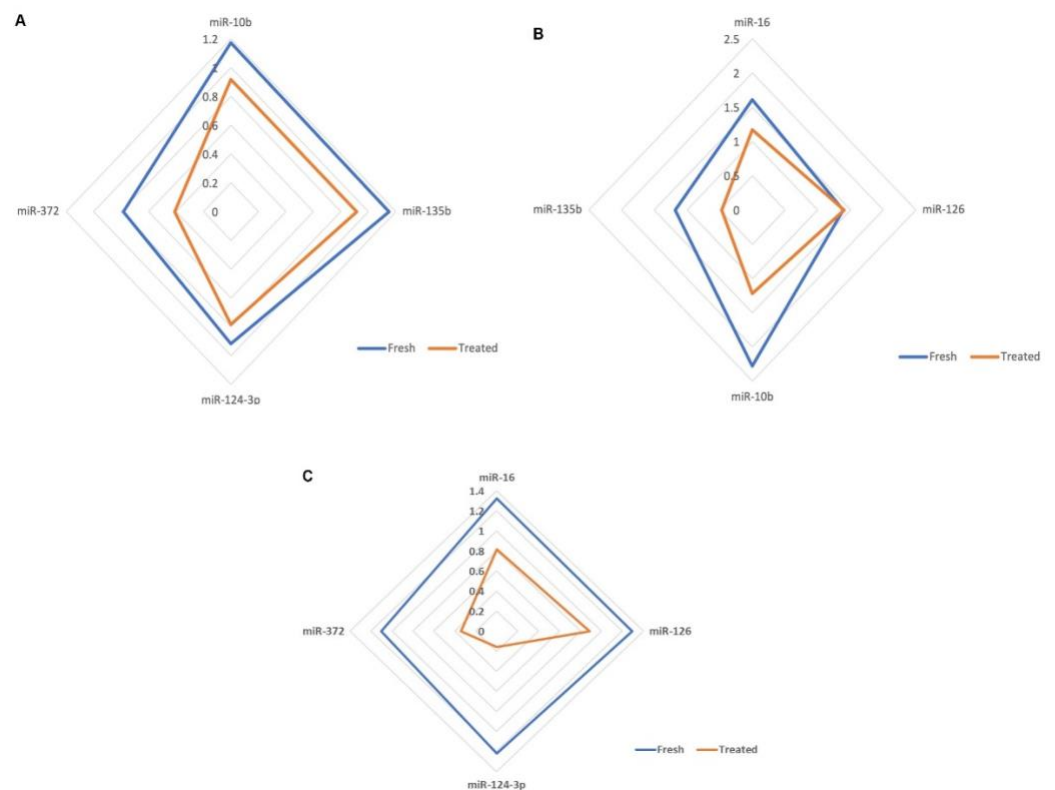 A
miR-10b
1.2
1
0.8
0.6
0.4
0.2
0
miR-372
miR-135b
miR-124-3p
Fresh
Treated
B
miR-16
2.5
2
1.5
1
0.5
0
miR-135b
miR-126
miR-10b
Fresh
Treated
C
miR-16
1.4
1.2
1
0.8
0.6
0.4
0.2
0
miR-372
miR-126
miR-124-3p
Fresh
Treated